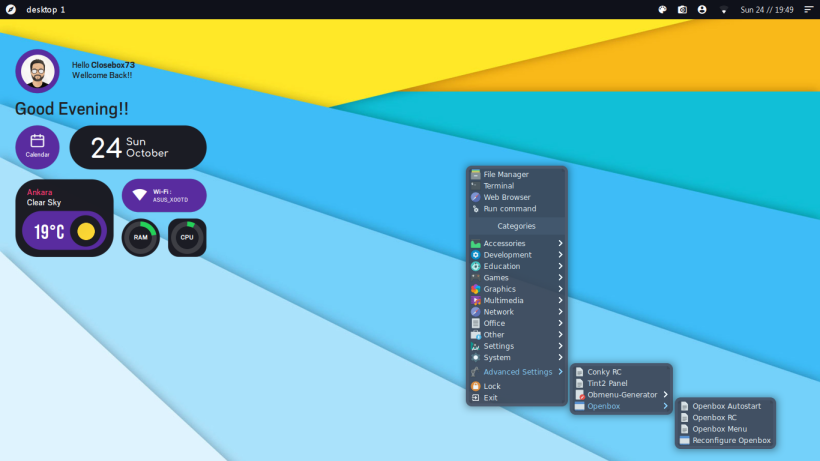 desktop 1
Sun 24 // 19:49
Hello Closebox73
Wellcome Back!!
Good Evening!!
Calendar
24 Sun
October
Ankara
Clear Sky
19°C
Wi-Fi :
ASUS_X00TD
RAM
CPU
File Manager
Terminal
Web Browser
Run command
Categories
Accessories
Development
Education
Games
Graphics
Multimedia
Network
Office
Other
Settings
System
Advanced Settings
Lock
Exit
Conky RC
Tint2 Panel
Obmenu-Generator
Openbox
Openbox Autostart
Openbox RC
Openbox Menu
Reconfigure Openbox